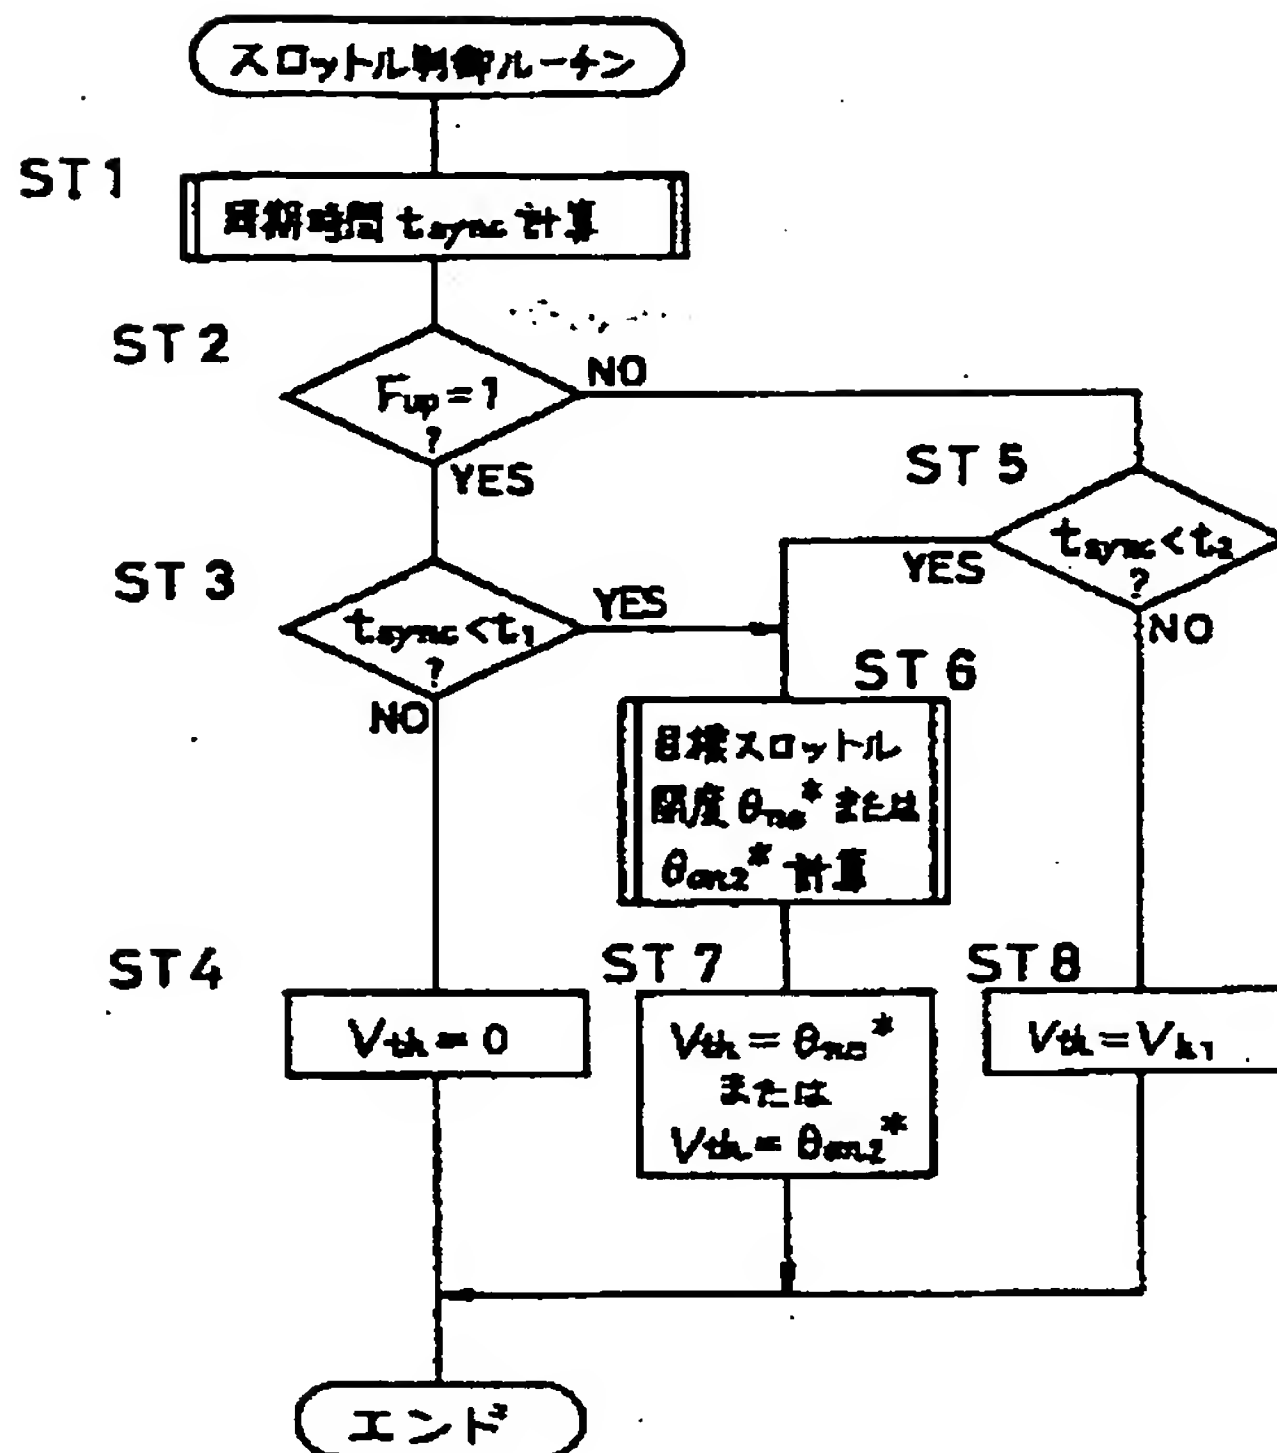 スロットル制御ルーチン
ST1
同期時間 tsync 計算
ST2
Fup=1
?
NO
YES
ST5
tsync<t2
?
YES
NO
ST3
tsync<t1
?
YES
NO
ST6
目標スロットル
開度 θne* または
θon2* 計算
ST4
Vth=0
ST7
Vth=θne*
または
Vth=θon2*
ST8
Vth=Vk1
エンド